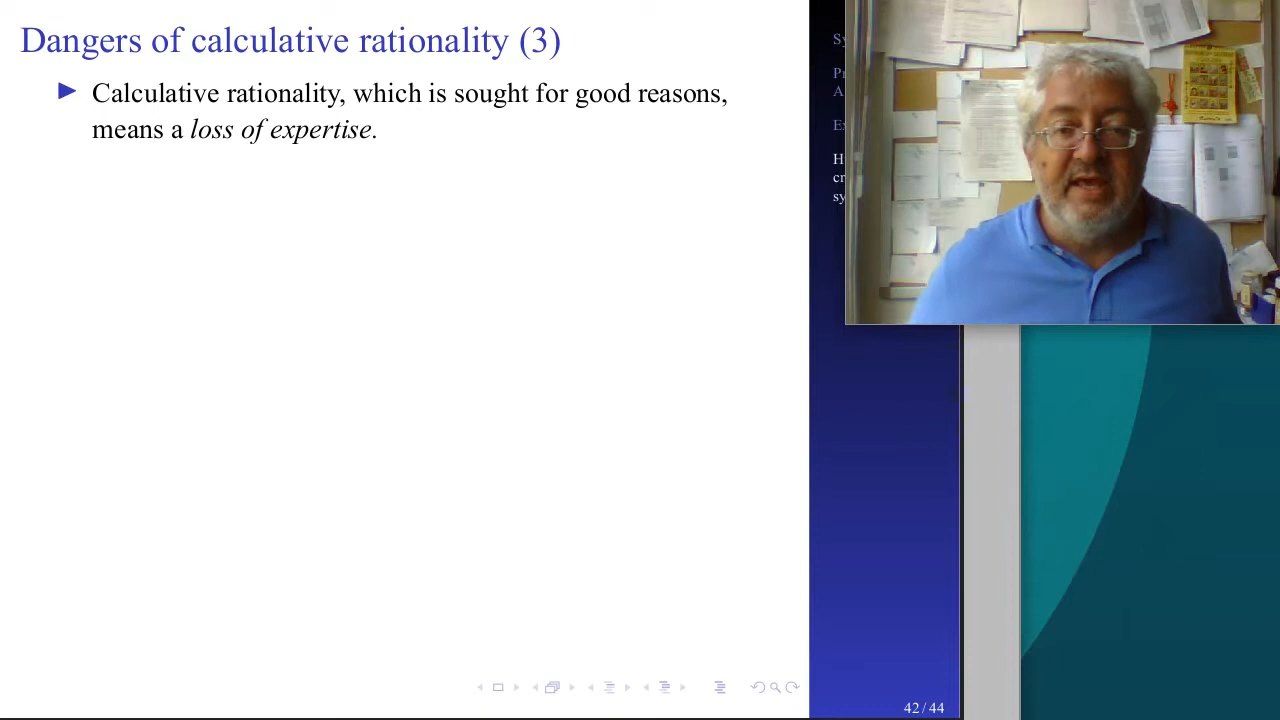 Dangers of calculative rationality (3)
Calculative rationality, which is sought for good reasons,
means a loss of expertise.
42 / 44